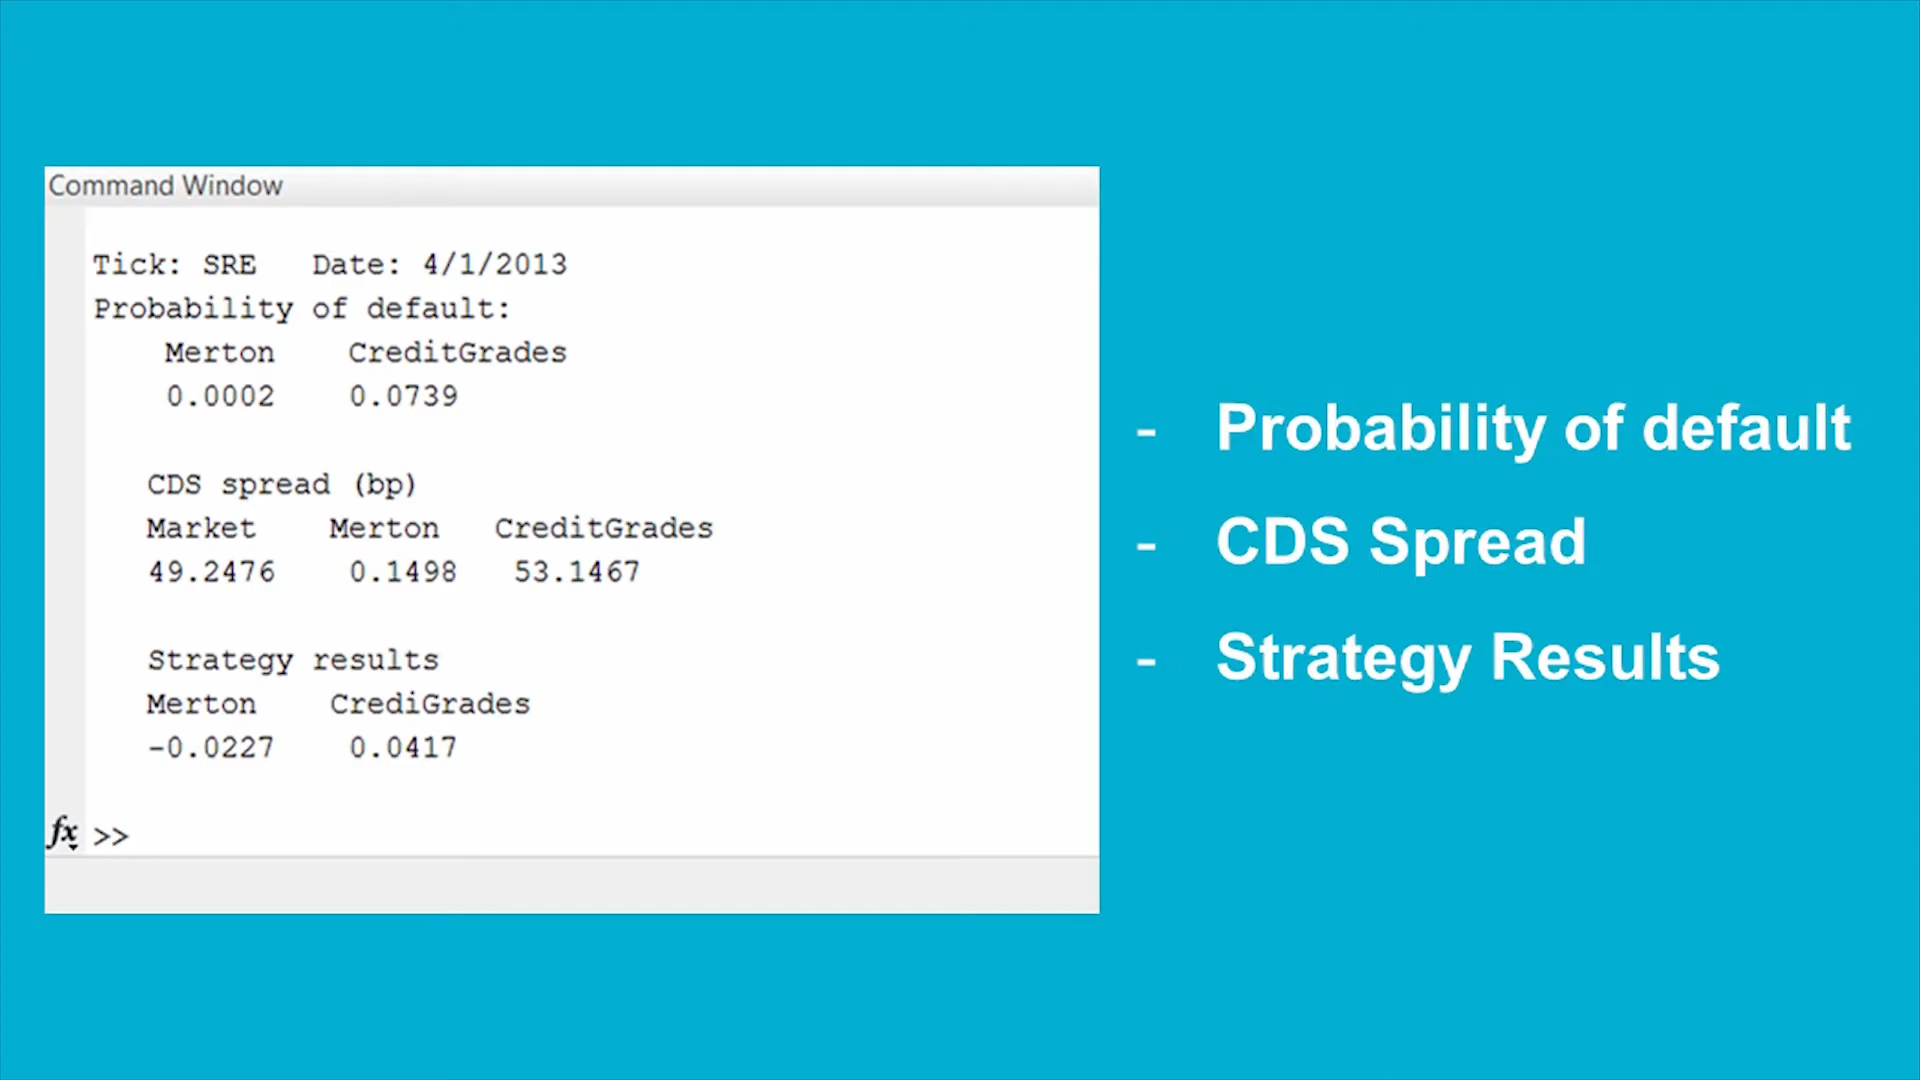 Command Window
Tick: SRE   Date: 4/1/2013
Probability of default:
Merton    CreditGrades
0.0002    0.0739
CDS spread (bp)
Market    Merton   CreditGrades
49.2476    0.1498   53.1467
Strategy results
Merton    CrediGrades
-0.0227    0.0417
fx >>
- Probability of default
- CDS Spread
- Strategy Results